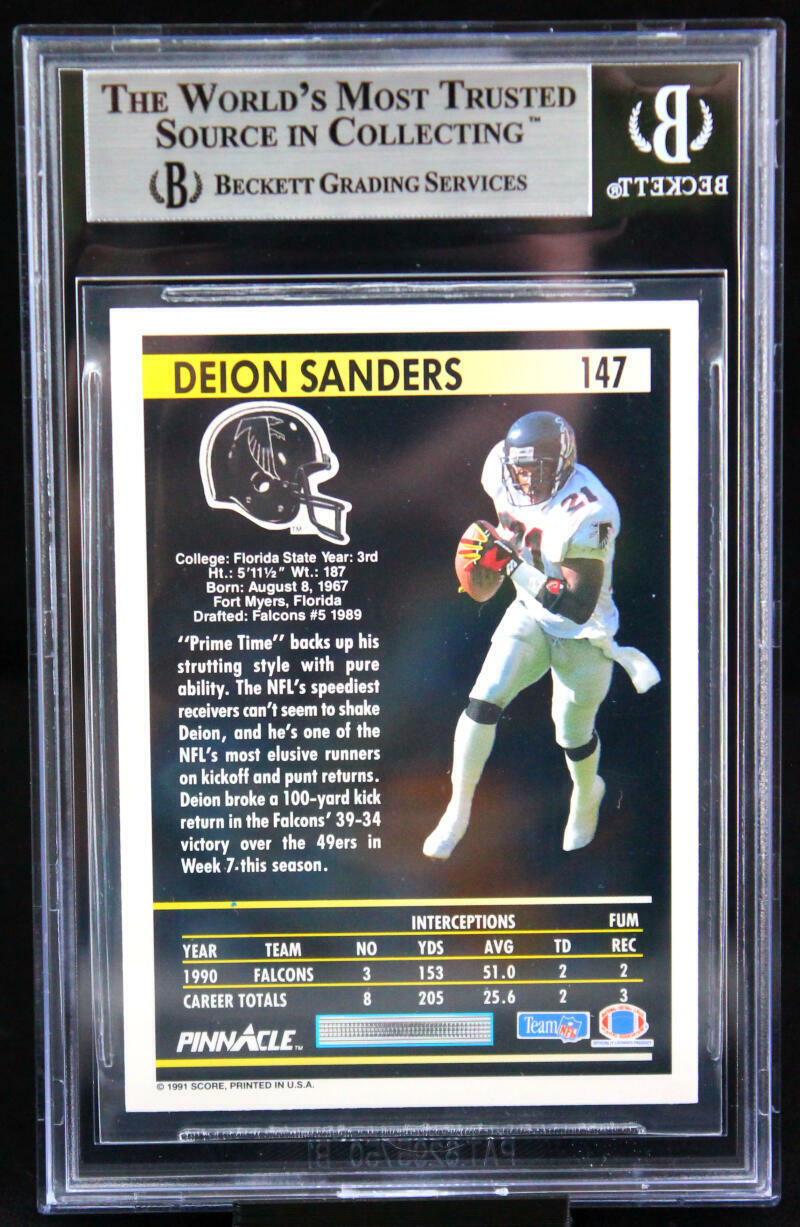 THE WORLD'S MOST TRUSTED
SOURCE IN COLLECTING™
B BECKETT GRADING SERVICES
B
BECKETT®
DEION SANDERS 147
TM
College: Florida State Year: 3rd
Ht.: 5'11½" Wt.: 187
Born: August 8, 1967
Fort Myers, Florida
Drafted: Falcons #5 1989
"Prime Time" backs up his
strutting style with pure
ability. The NFL's speediest
receivers can't seem to shake
Deion, and he's one of the
NFL's most elusive runners
on kickoff and punt returns.
Deion broke a 100-yard kick
return in the Falcons' 39-34
victory over the 49ers in
Week 7 this season.
21
21
INTERCEPTIONS FUM
YEAR TEAM NO YDS AVG TD REC
1990 FALCONS 3 153 51.0 2 2
CAREER TOTALS 8 205 25.6 2 3
PINNACLE™
Team NFL
© 1991 SCORE, PRINTED IN U.S.A.